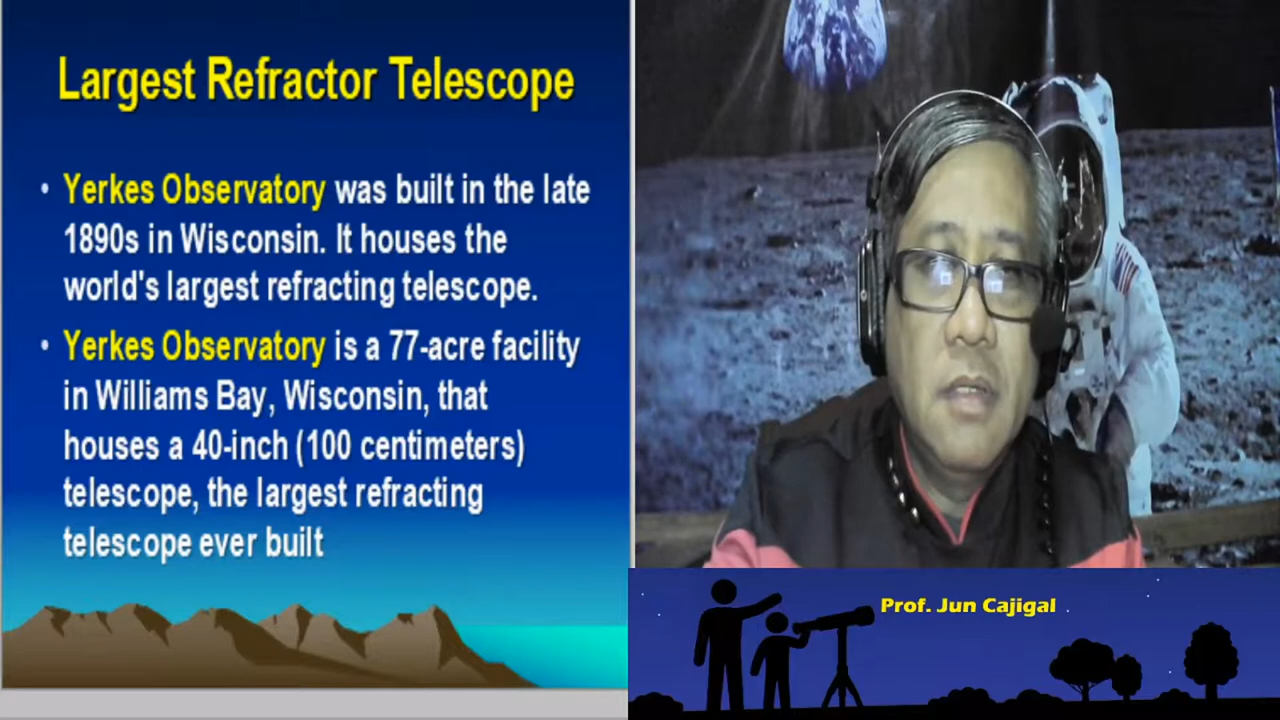 Largest Refractor Telescope
• Yerkes Observatory was built in the late
1890s in Wisconsin. It houses the
world's largest refracting telescope.
• Yerkes Observatory is a 77-acre facility
in Williams Bay, Wisconsin, that
houses a 40-inch (100 centimeters)
telescope, the largest refracting
telescope ever built
Prof. Jun Cajigal